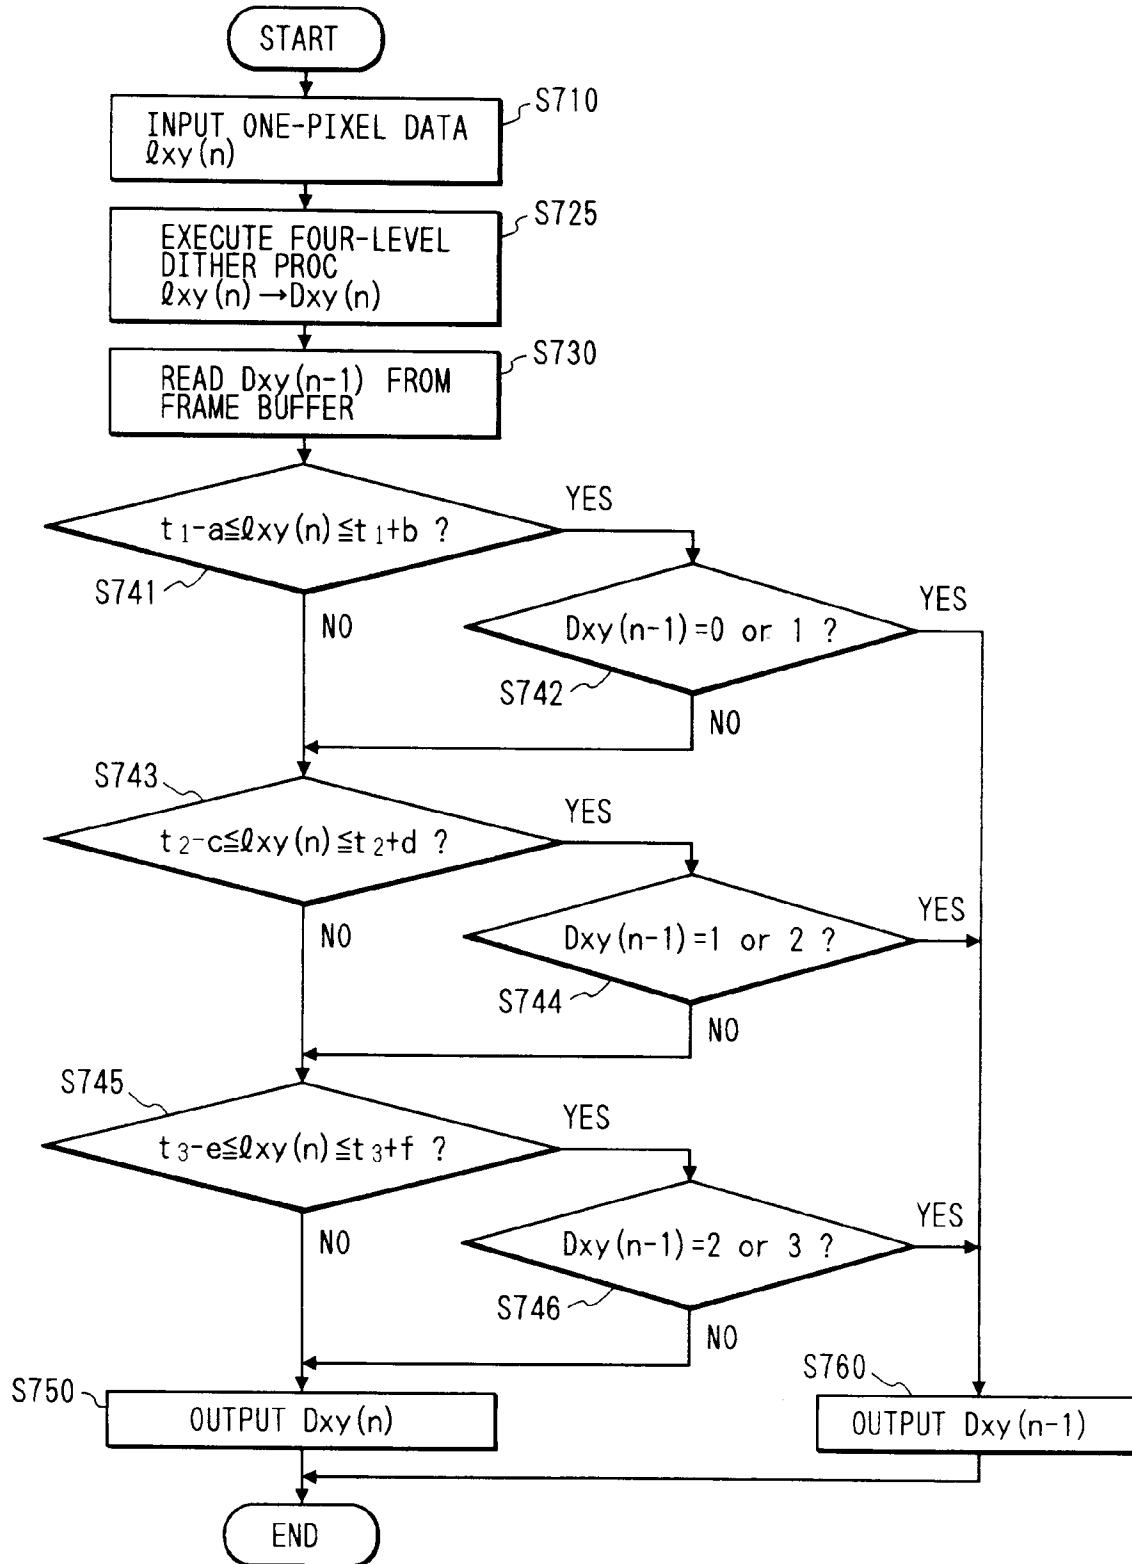 START
S710
INPUT ONE-PIXEL DATA
ℓxy(n)
S725
EXECUTE FOUR-LEVEL
DITHER PROC
ℓxy(n)→Dxy(n)
S730
READ Dxy(n-1) FROM
FRAME BUFFER
t1-a≦ℓxy(n)≦t1+b ?
YES
S741
NO
Dxy(n-1)=0 or 1 ?
YES
S742
NO
S743
t2-c≦ℓxy(n)≦t2+d ?
YES
NO
Dxy(n-1)=1 or 2 ?
YES
S744
NO
S745
t3-e≦ℓxy(n)≦t3+f ?
YES
NO
Dxy(n-1)=2 or 3 ?
YES
S746
NO
S750
OUTPUT Dxy(n)
S760
OUTPUT Dxy(n-1)
END